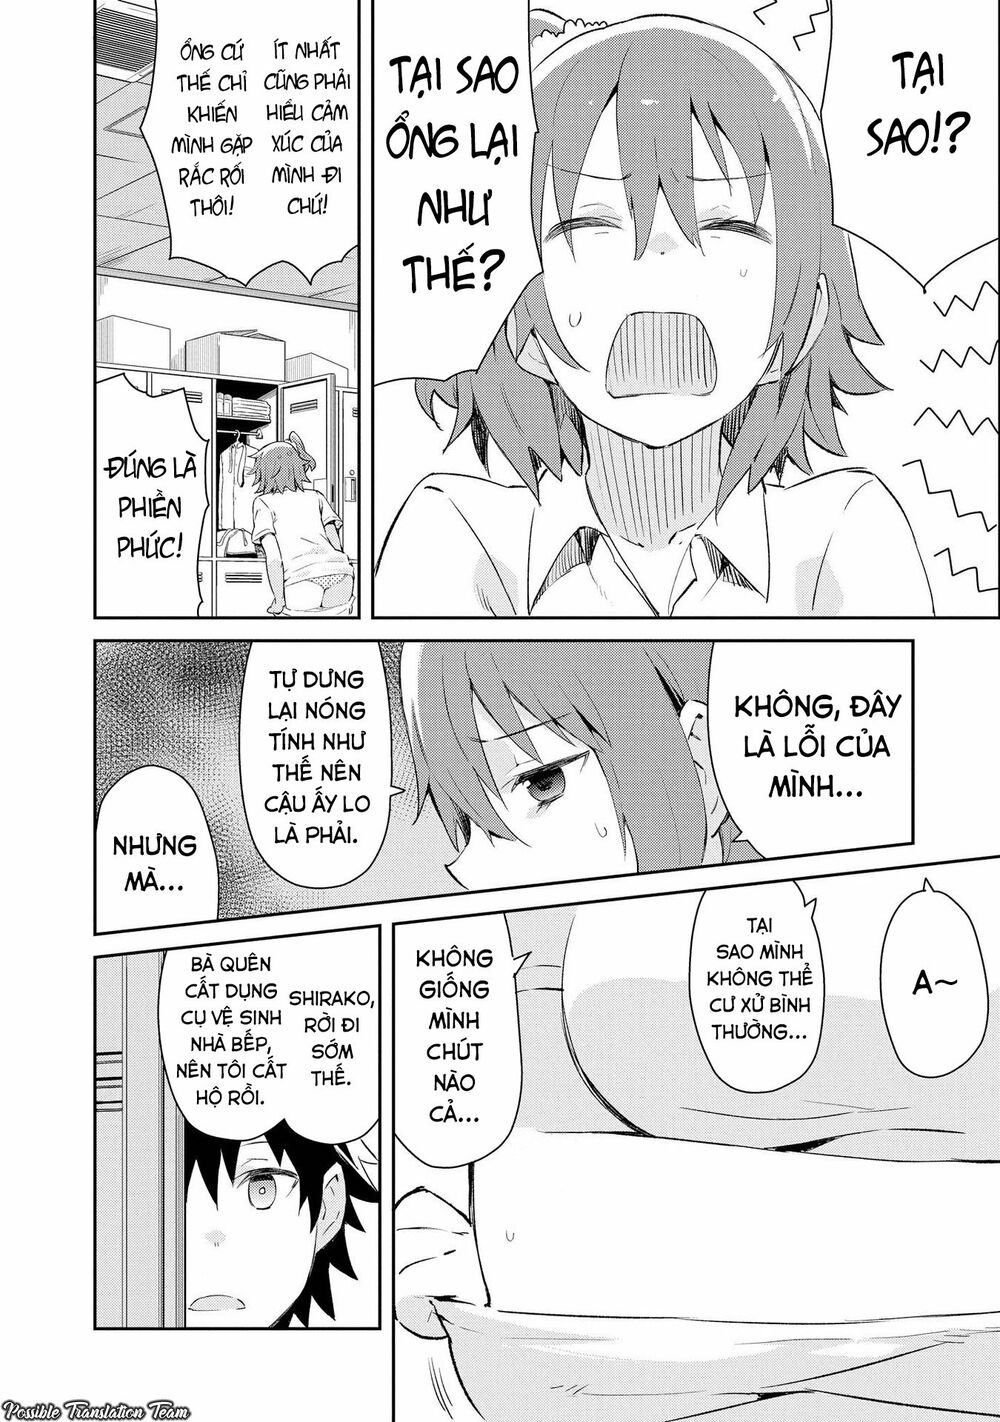 TẠI
SAO!?
TẠI SAO
ỔNG LẠI
NHƯ
THẾ?
ÍT NHẤT
CŨNG PHẢI
HIỂU CẢM
XÚC CỦA
MÌNH ĐI
CHỨ!
ỔNG CỨ
THẾ CHỈ
KHIẾN
MÌNH GẶP
RẮC RỐI
THÔI!
ĐÚNG LÀ
PHIỀN
PHỨC!
KHÔNG, ĐÂY
LÀ LỖI CỦA
MÌNH...
TỰ DƯNG
LẠI NÓNG
TÍNH NHƯ
THẾ NÊN
CẬU ẤY LO
LÀ PHẢI.
NHƯNG
MÀ...
A~
TẠI
SAO MÌNH
KHÔNG THỂ
CƯ XỬ BÌNH
THƯỜNG...
KHÔNG
GIỐNG
MÌNH
CHÚT
NÀO
CẢ...
SHIRAKO,
RỜI ĐI
SỚM
THẾ.
BÀ QUÊN
CẤT DỤNG
CỤ VỆ SINH
NHÀ BẾP,
NÊN TÔI CẤT
HỘ RỒI.
Possible Translation Team